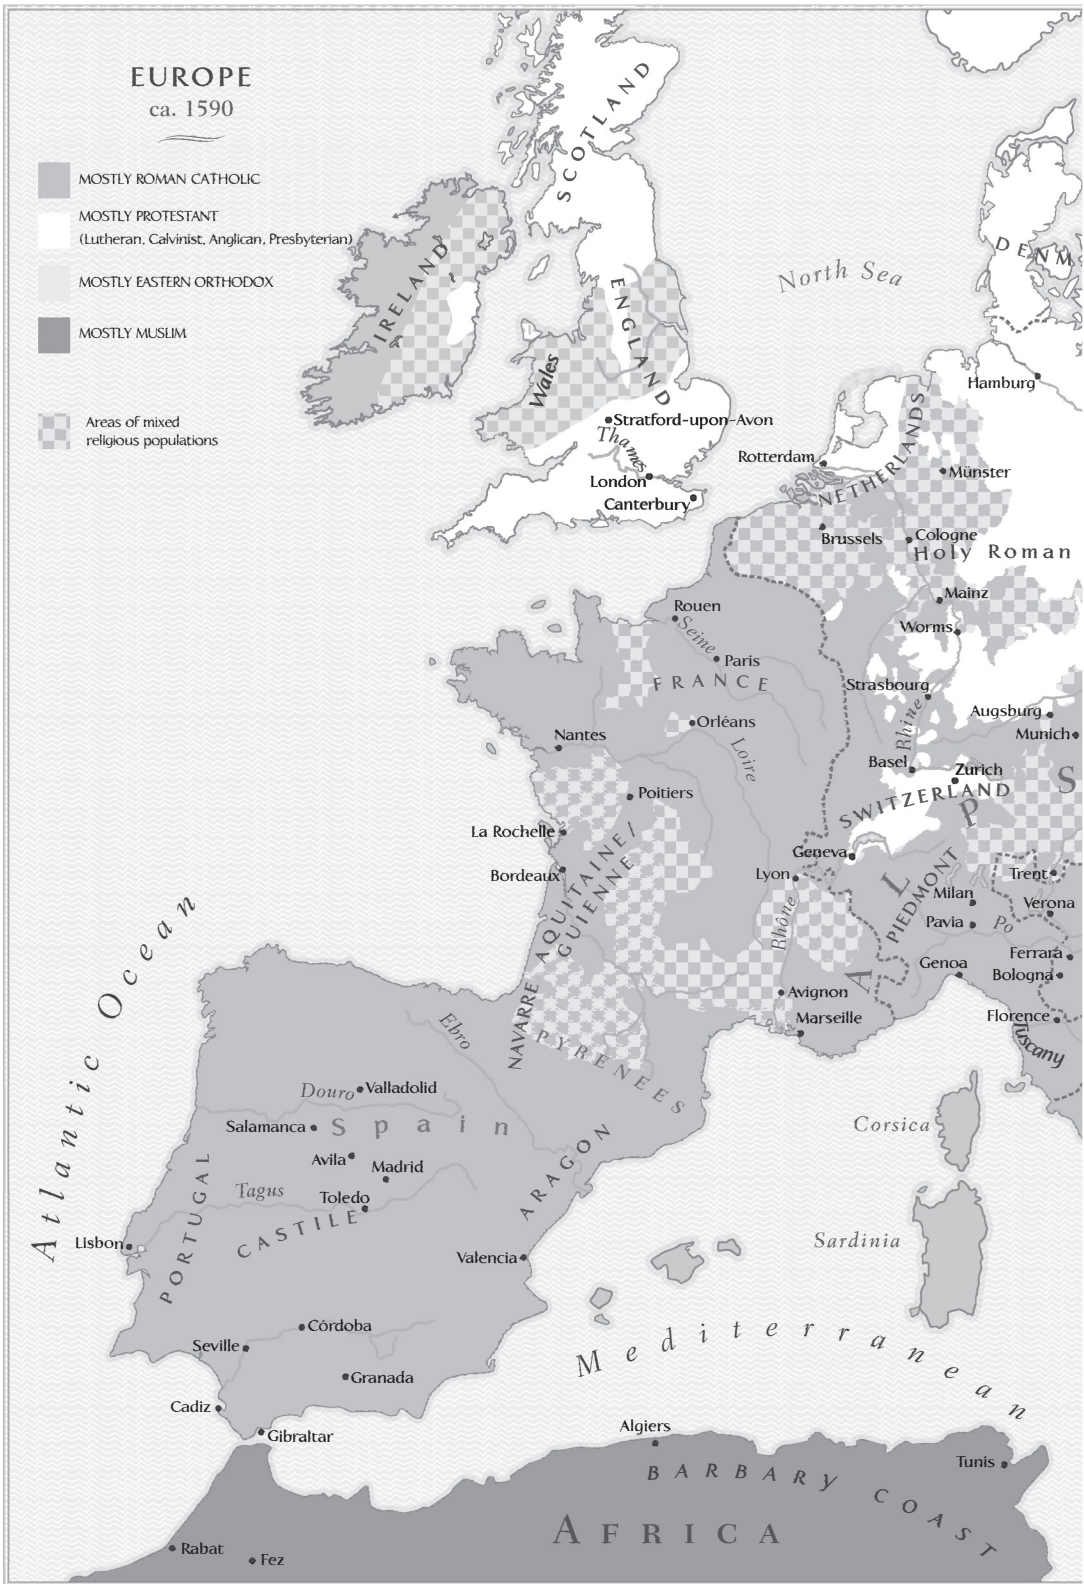 EUROPE
ca. 1590
MOSTLY ROMAN CATHOLIC
MOSTLY PROTESTANT
(Lutheran, Calvinist, Anglican, Presbyterian)
MOSTLY EASTERN ORTHODOX
MOSTLY MUSLIM
Areas of mixed
religious populations
SCOTLAND
IRELAND
ENGLAND
Wales
North Sea
DENM
Hamburg
Stratford-upon-Avon
Thames
London
Canterbury
Rotterdam
NETHERLANDS
Münster
Brussels
Cologne
Holy Roman
Mainz
Worms
Rouen
Seine
Paris
FRANCE
Strasbourg
Rhine
Augsburg
Munich
Orléans
Nantes
Loire
Basel
Zurich
SWITZERLAND
Poitiers
La Rochelle
Bordeaux
AQUITAINE/
GUIENNE
Geneva
Lyon
Rhône
ALPS
PIEDMONT
Trent
Milan
Verona
Pavia
Po
Ferrara
Genoa
Bologna
Avignon
Marseille
Florence
Tuscany
Atlantic Ocean
NAVARRE
PYRENEES
Ebro
Douro
Valladolid
Salamanca
Spain
Avila
Madrid
Tagus
Toledo
CASTILE
ARAGON
PORTUGAL
Lisbon
Valencia
Corsica
Sardinia
Córdoba
Seville
Granada
Cadiz
Gibraltar
Mediterranean
Algiers
Tunis
BARBARY COAST
AFRICA
Rabat
Fez